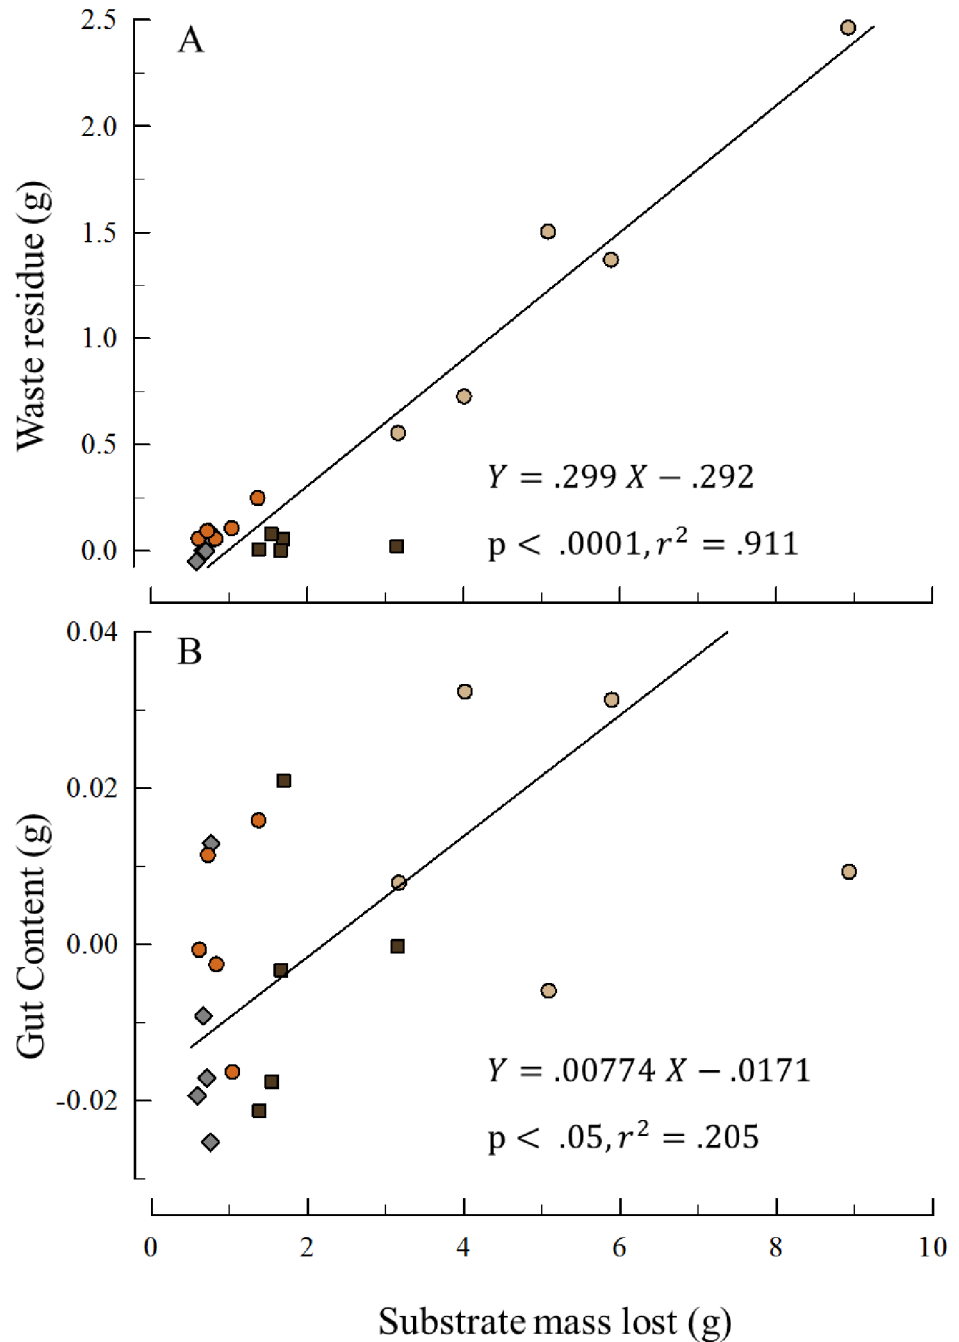 A
2.5
2.0
1.5
1.0
0.5
0.0
Waste residue (g)
Y = .299 X − .292
p < .0001, r² = .911
B
0.04
0.02
0.00
-0.02
Gut Content (g)
Y = .00774 X − .0171
p < .05, r² = .205
0 2 4 6 8 10
Substrate mass lost (g)